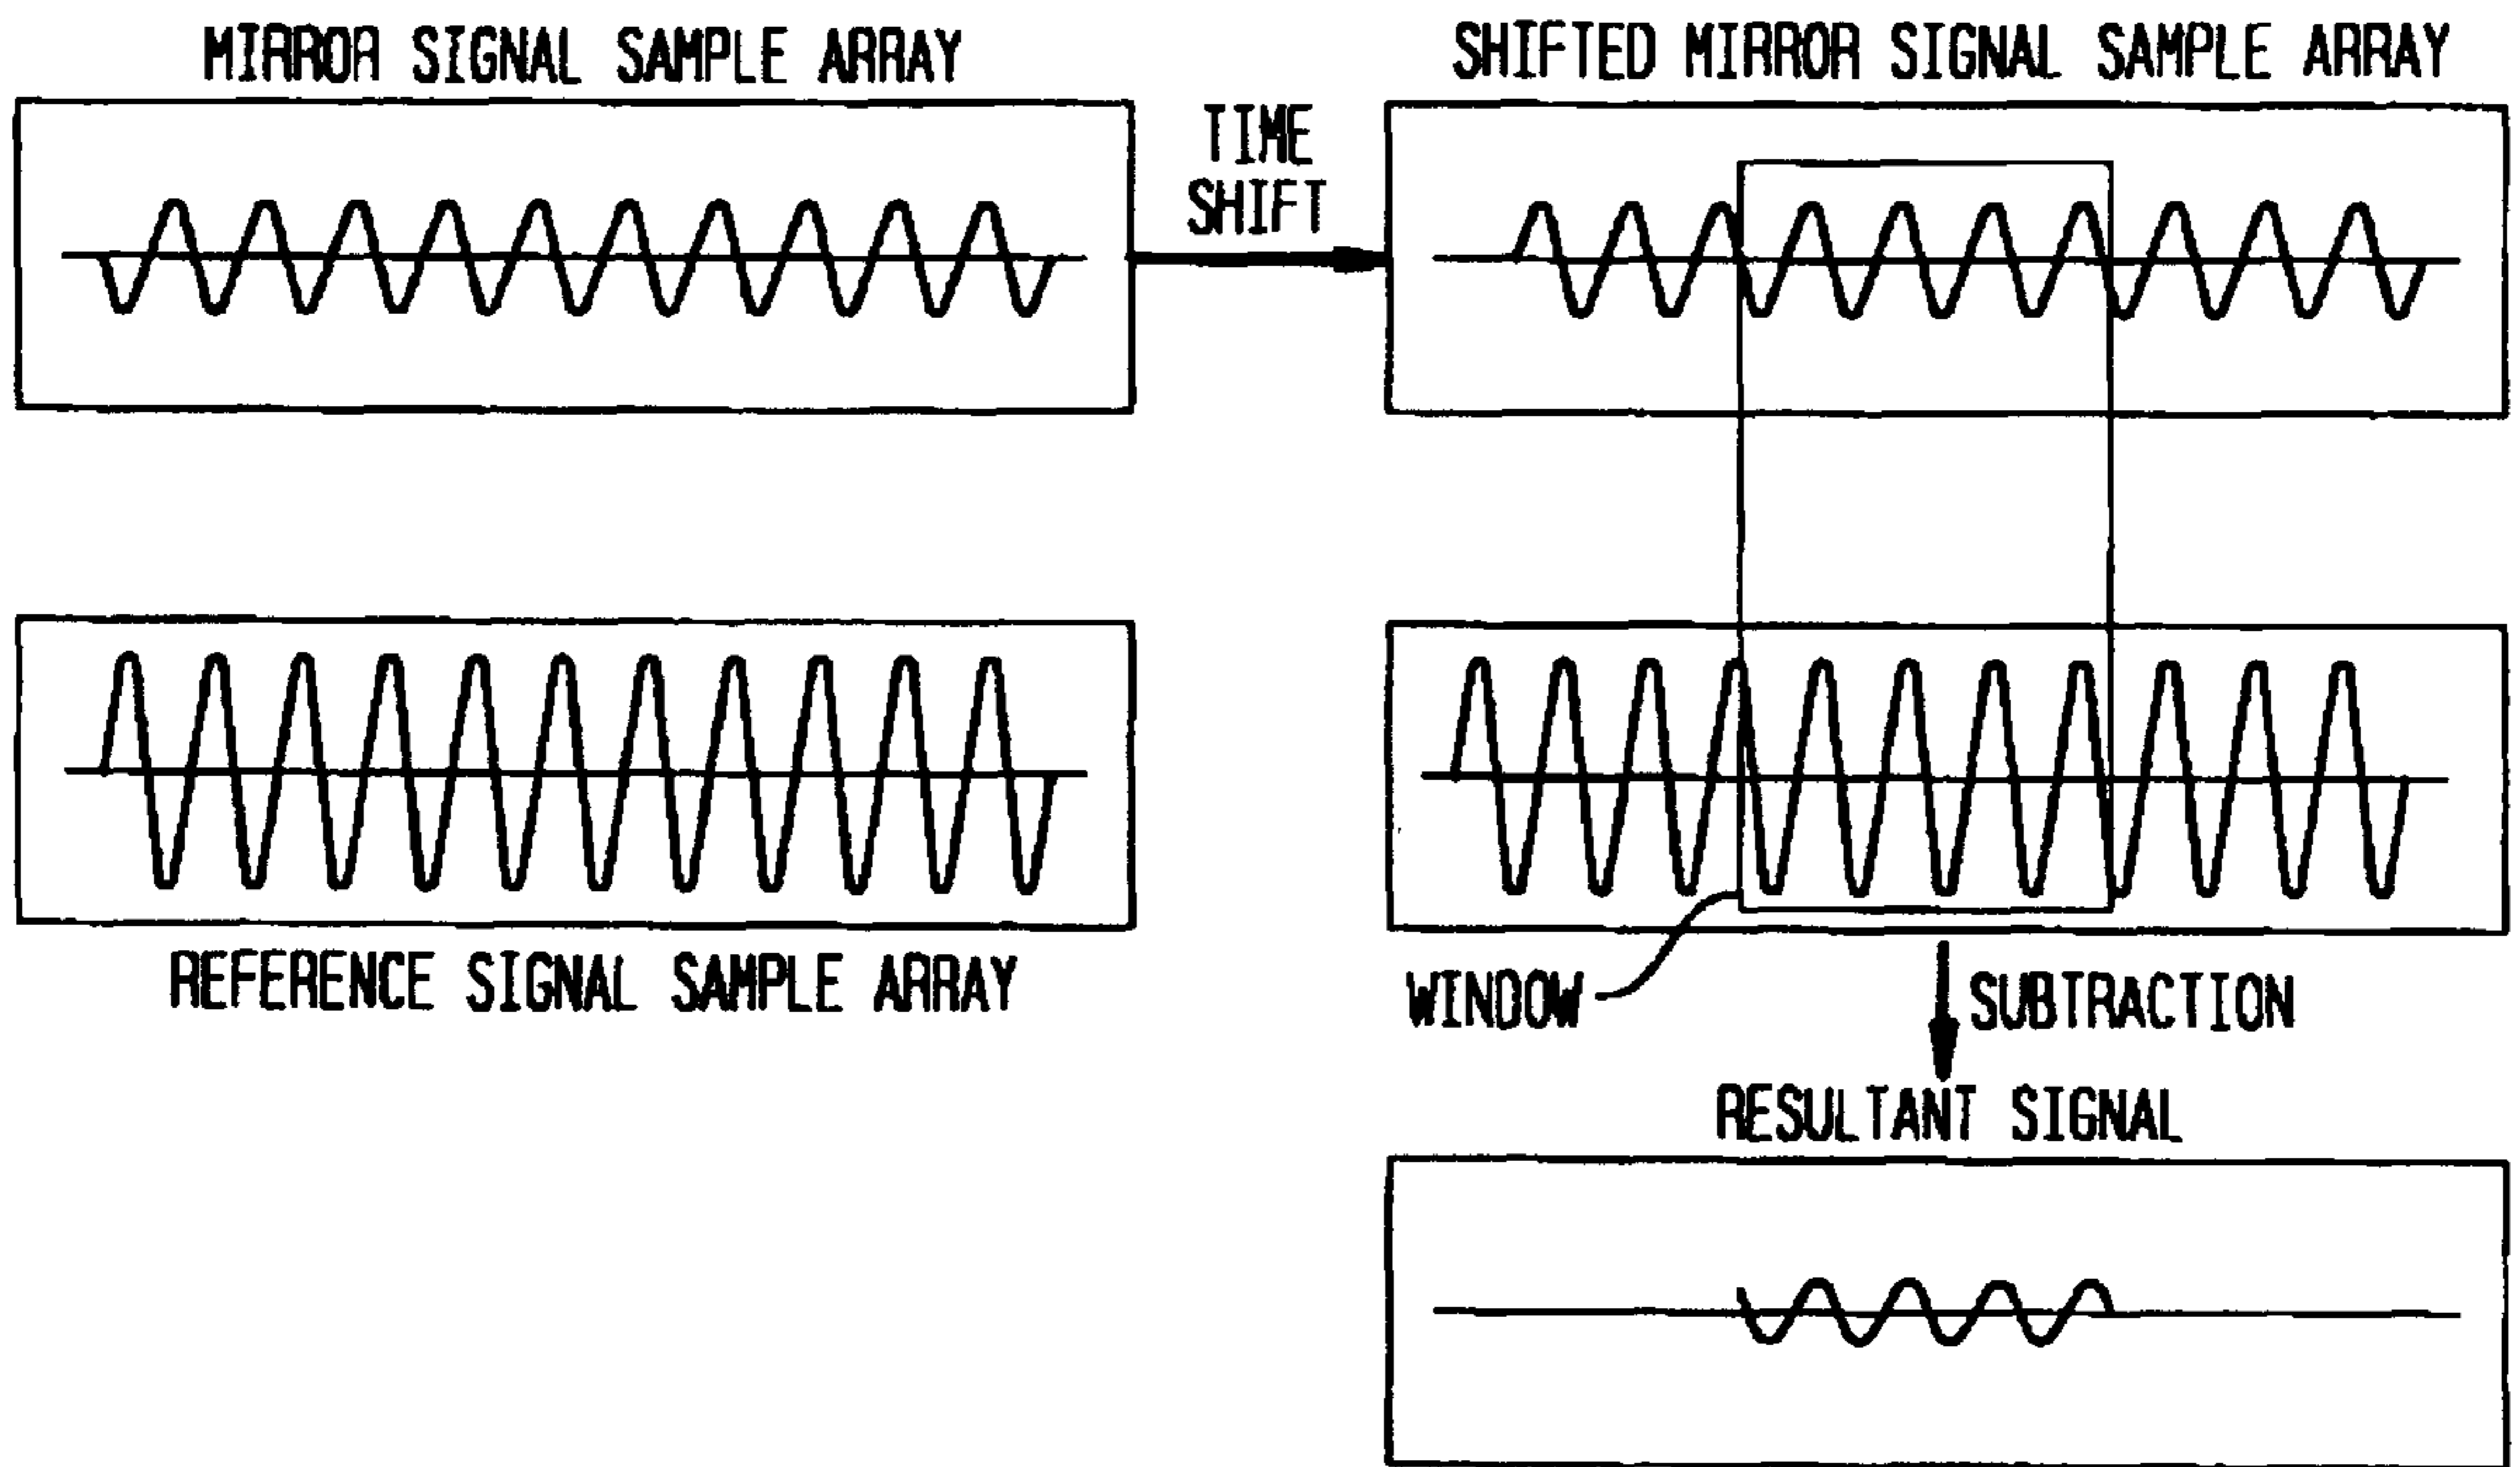 MIRROR SIGNAL SAMPLE ARRAY
SHIFTED MIRROR SIGNAL SAMPLE ARRAY
TIME
SHIFT
REFERENCE SIGNAL SAMPLE ARRAY
WINDOW
SUBTRACTION
RESULTANT SIGNAL